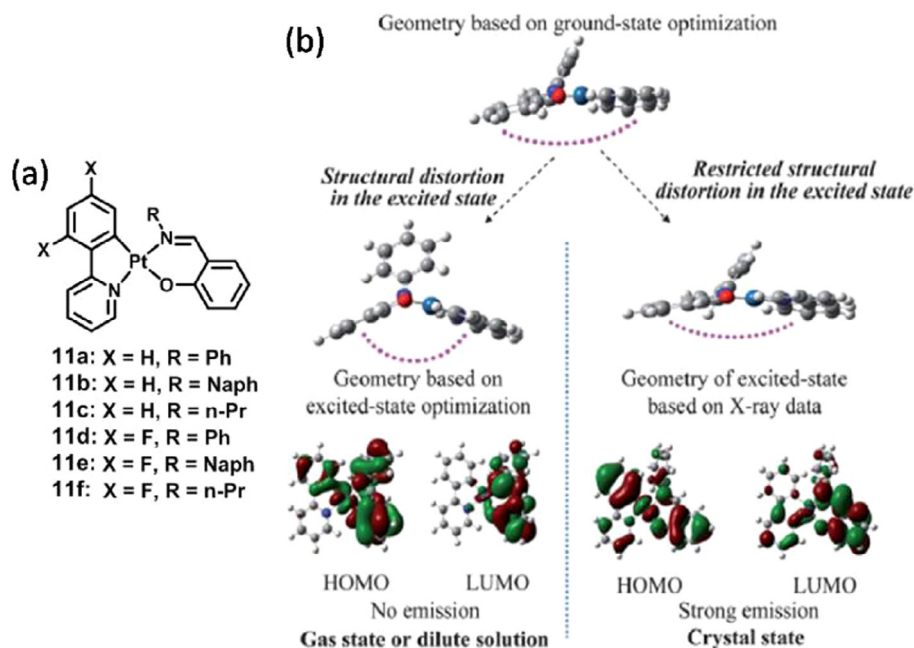 (a)
X
X
R
N
Pt
N
O
11a: X = H, R = Ph
11b: X = H, R = Naph
11c: X = H, R = n-Pr
11d: X = F, R = Ph
11e: X = F, R = Naph
11f: X = F, R = n-Pr
(b)
Geometry based on ground-state optimization
Structural distortion
in the excited state
Restricted structural
distortion in the excited state
Geometry based on
excited-state optimization
HOMO LUMO
No emission
Gas state or dilute solution
Geometry of excited-state
based on X-ray data
HOMO LUMO
Strong emission
Crystal state